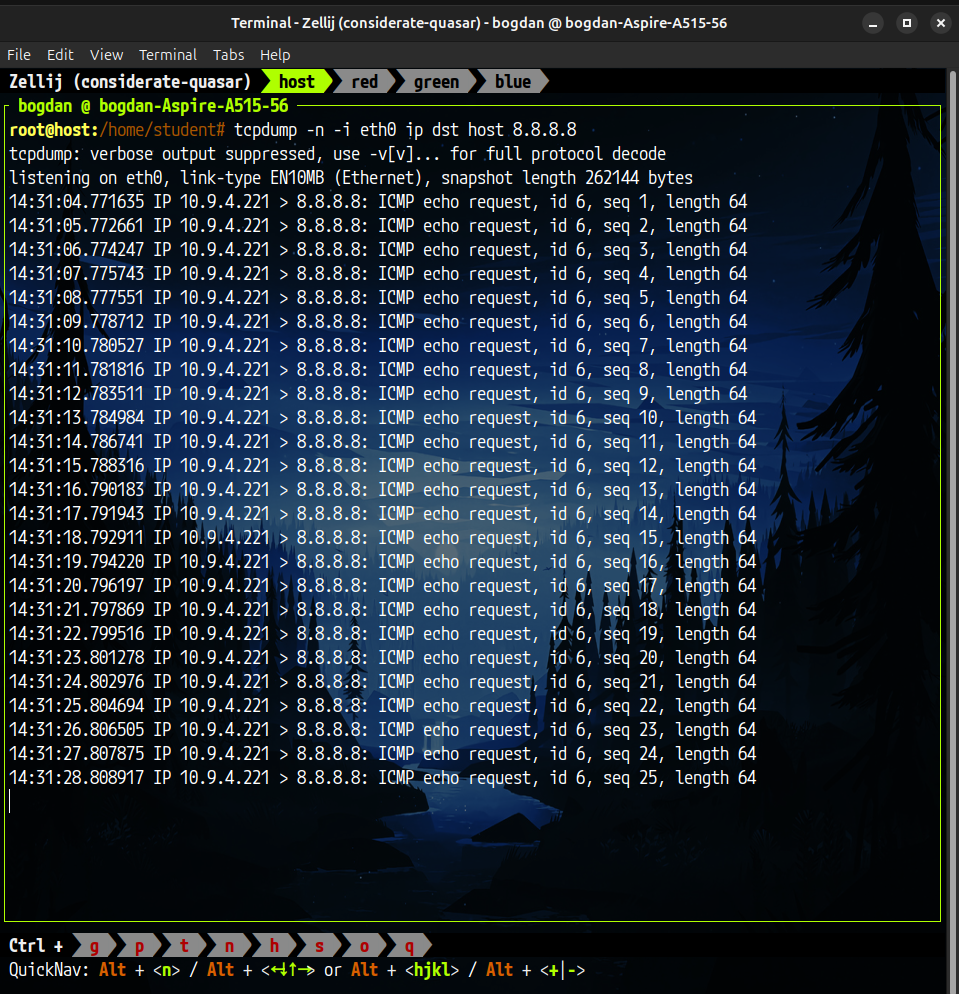 Terminal - Zellij (considerate-quasar) - bogdan @ bogdan-Aspire-A515-56
File Edit View Terminal Tabs Help
Zellij (considerate-quasar) host red green blue
bogdan @ bogdan-Aspire-A515-56
root@host:/home/student# tcpdump -n -i eth0 ip dst host 8.8.8.8
tcpdump: verbose output suppressed, use -v[v]... for full protocol decode
listening on eth0, link-type EN10MB (Ethernet), snapshot length 262144 bytes
14:31:04.771635 IP 10.9.4.221 > 8.8.8.8: ICMP echo request, id 6, seq 1, length 64
14:31:05.772661 IP 10.9.4.221 > 8.8.8.8: ICMP echo request, id 6, seq 2, length 64
14:31:06.774247 IP 10.9.4.221 > 8.8.8.8: ICMP echo request, id 6, seq 3, length 64
14:31:07.775743 IP 10.9.4.221 > 8.8.8.8: ICMP echo request, id 6, seq 4, length 64
14:31:08.777551 IP 10.9.4.221 > 8.8.8.8: ICMP echo request, id 6, seq 5, length 64
14:31:09.778712 IP 10.9.4.221 > 8.8.8.8: ICMP echo request, id 6, seq 6, length 64
14:31:10.780527 IP 10.9.4.221 > 8.8.8.8: ICMP echo request, id 6, seq 7, length 64
14:31:11.781816 IP 10.9.4.221 > 8.8.8.8: ICMP echo request, id 6, seq 8, length 64
14:31:12.783511 IP 10.9.4.221 > 8.8.8.8: ICMP echo request, id 6, seq 9, length 64
14:31:13.784984 IP 10.9.4.221 > 8.8.8.8: ICMP echo request, id 6, seq 10, length 64
14:31:14.786741 IP 10.9.4.221 > 8.8.8.8: ICMP echo request, id 6, seq 11, length 64
14:31:15.788316 IP 10.9.4.221 > 8.8.8.8: ICMP echo request, id 6, seq 12, length 64
14:31:16.790183 IP 10.9.4.221 > 8.8.8.8: ICMP echo request, id 6, seq 13, length 64
14:31:17.791943 IP 10.9.4.221 > 8.8.8.8: ICMP echo request, id 6, seq 14, length 64
14:31:18.792911 IP 10.9.4.221 > 8.8.8.8: ICMP echo request, id 6, seq 15, length 64
14:31:19.794220 IP 10.9.4.221 > 8.8.8.8: ICMP echo request, id 6, seq 16, length 64
14:31:20.796197 IP 10.9.4.221 > 8.8.8.8: ICMP echo request, id 6, seq 17, length 64
14:31:21.797869 IP 10.9.4.221 > 8.8.8.8: ICMP echo request, id 6, seq 18, length 64
14:31:22.799516 IP 10.9.4.221 > 8.8.8.8: ICMP echo request, id 6, seq 19, length 64
14:31:23.801278 IP 10.9.4.221 > 8.8.8.8: ICMP echo request, id 6, seq 20, length 64
14:31:24.802976 IP 10.9.4.221 > 8.8.8.8: ICMP echo request, id 6, seq 21, length 64
14:31:25.804694 IP 10.9.4.221 > 8.8.8.8: ICMP echo request, id 6, seq 22, length 64
14:31:26.806505 IP 10.9.4.221 > 8.8.8.8: ICMP echo request, id 6, seq 23, length 64
14:31:27.807875 IP 10.9.4.221 > 8.8.8.8: ICMP echo request, id 6, seq 24, length 64
14:31:28.808917 IP 10.9.4.221 > 8.8.8.8: ICMP echo request, id 6, seq 25, length 64
Ctrl + g p t n h s o q
QuickNav: Alt + <n> / Alt + <←↓↑→> or Alt + <hjkl> / Alt + <+|->